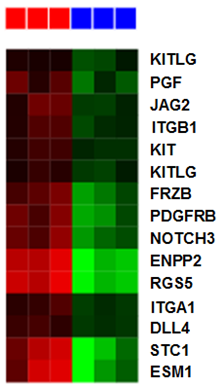 KITLG
PGF
JAG2
ITGB1
KIT
KITLG
FRZB
PDGFRB
NOTCH3
ENPP2
RGS5
ITGA1
DLL4
STC1
ESM1